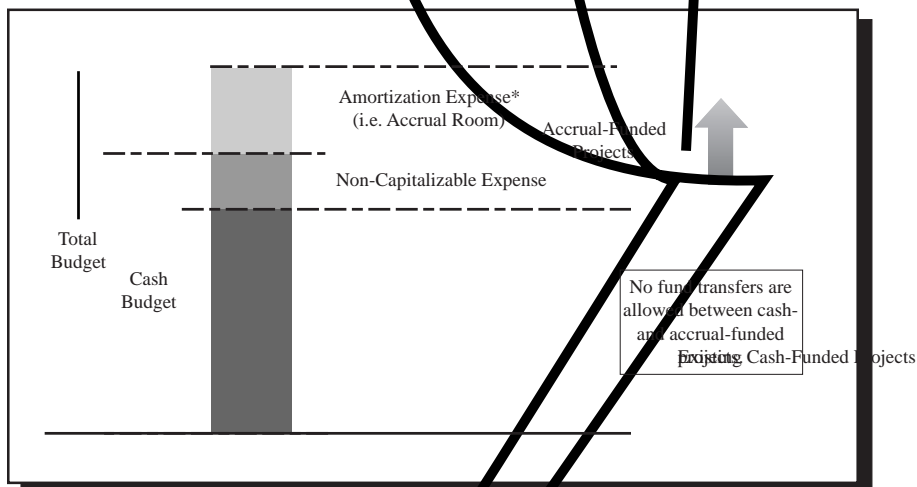 Amortization Expense*
(i.e. Accrual Room)
Accrual-Funded
Projects
Non-Capitalizable Expense
Total
Budget
Cash
Budget
No fund transfers are
allowed between cash-
and accrual-funded
projects.
Existing Cash-Funded Projects